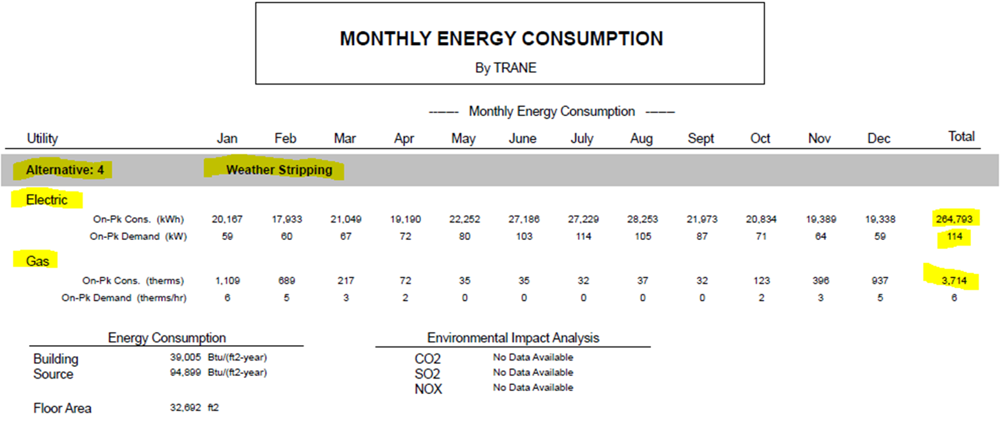 MONTHLY ENERGY CONSUMPTION
By TRANE
------- Monthly Energy Consumption -------
Utility Jan Feb Mar Apr May June July Aug Sept Oct Nov Dec Total
Alternative: 4 Weather Stripping
Electric
On-Pk Cons. (kWh) 20,167 17,933 21,049 19,190 22,252 27,186 27,229 28,253 21,973 20,834 19,389 19,338 264,793
On-Pk Demand (kW) 59 60 67 72 80 103 114 105 87 71 64 59 114
Gas
On-Pk Cons. (therms) 1,109 689 217 72 35 35 32 37 32 123 396 937 3,714
On-Pk Demand (therms/hr) 6 5 3 2 0 0 0 0 0 2 3 5 6
Energy Consumption Environmental Impact Analysis
Building 39,005 Btu/(ft2-year) CO2 No Data Available
Source 94,899 Btu/(ft2-year) SO2 No Data Available
NOX No Data Available
Floor Area 32,692 ft2